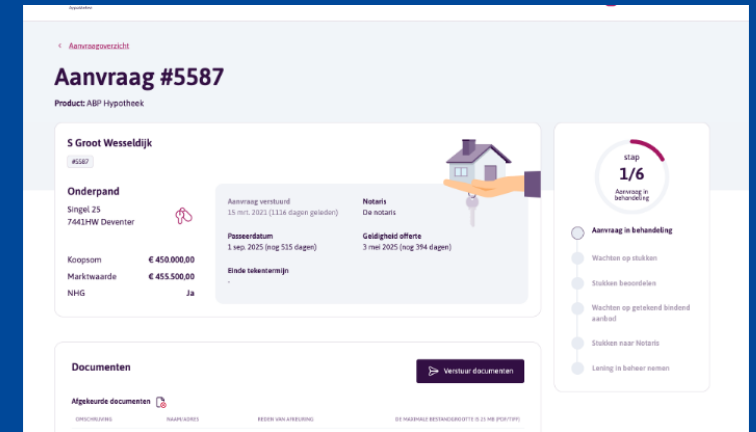 Hypotheken
< Aanvraagoverzicht
Aanvraag #5587
Product: ABP Hypotheek
S Groot Wesseldijk
#5587
Onderpand
Singel 25
7441HW Deventer
Koopsom € 450.000,00
Marktwaarde € 455.500,00
NHG Ja
Aanvraag verstuurd
15 mrt. 2021 (1116 dagen geleden)
Notaris
De notaris
Passeerdatum
1 sep. 2025 (nog 515 dagen)
Geldigheid offerte
3 mei 2025 (nog 394 dagen)
Einde tekentermijn
-
stap
1/6
Aanvraag in
behandeling
Aanvraag in behandeling
Wachten op stukken
Stukken beoordelen
Wachten op getekend bindend
aanbod
Stukken naar Notaris
Lening in beheer nemen
Documenten
Verstuur documenten
Afgekeurde documenten
OMSCHRIJVING NAAM/ADRES REDEN VAN AFKEURING DE MAXIMALE BESTANDSGROOTTE IS 25 MB (PDF/TIFF)